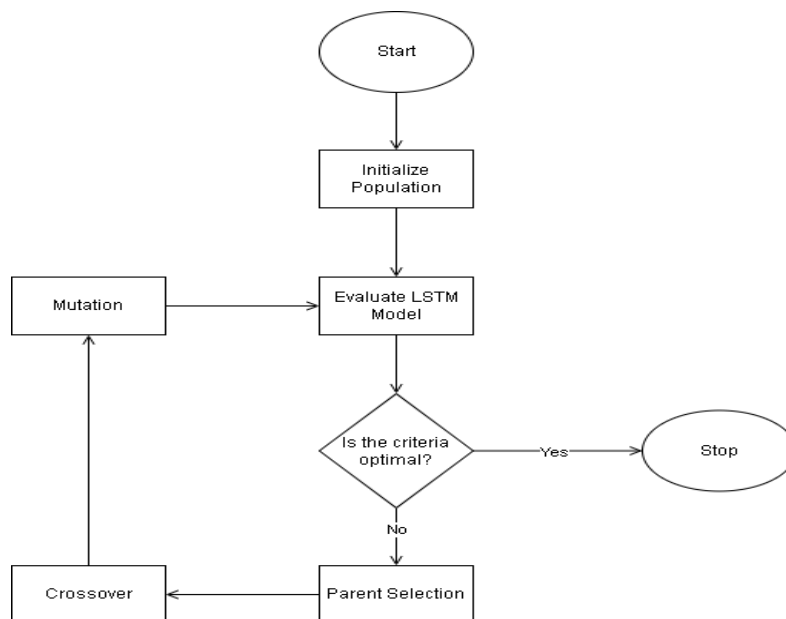 Start
Initialize
Population
Mutation
Evaluate LSTM
Model
Is the criteria
optimal?
Yes
Stop
No
Crossover
Parent Selection